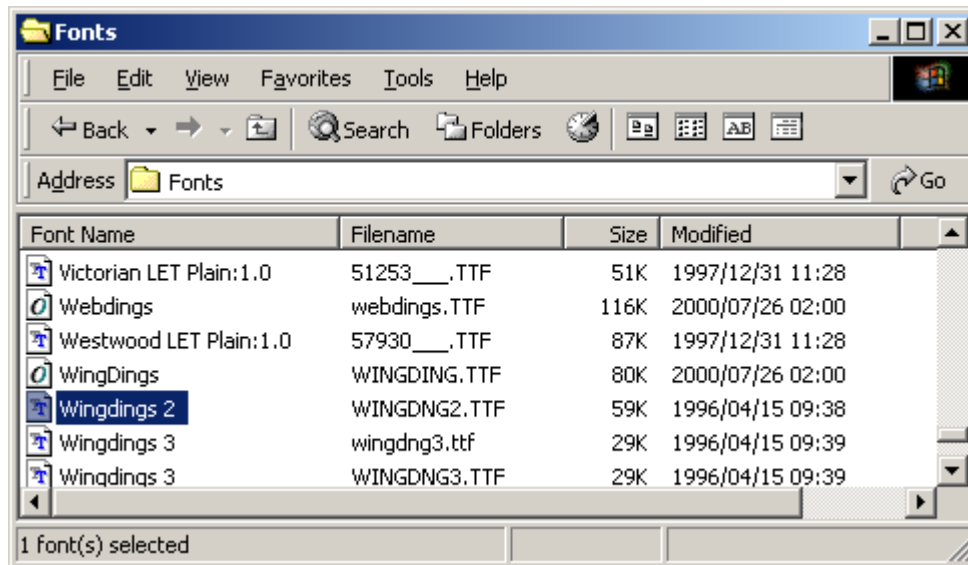 Fonts
File Edit View Favorites Tools Help
Back Search Folders
Address Fonts Go
Font Name Filename Size Modified
Victorian LET Plain:1.0 51253___.TTF 51K 1997/12/31 11:28
Webdings webdings.TTF 116K 2000/07/26 02:00
Westwood LET Plain:1.0 57930___.TTF 87K 1997/12/31 11:28
WingDings WINGDING.TTF 80K 2000/07/26 02:00
Wingdings 2 WINGDNG2.TTF 59K 1996/04/15 09:38
Wingdings 3 wingdng3.ttf 29K 1996/04/15 09:39
Wingdings 3 WINGDNG3.TTF 29K 1996/04/15 09:39
1 font(s) selected